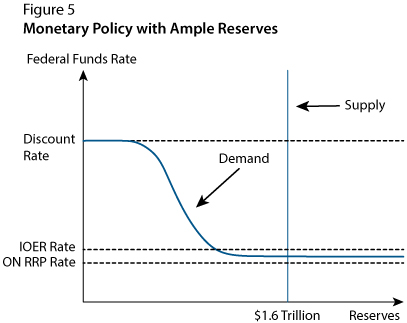 Figure 5
Monetary Policy with Ample Reserves
Federal Funds Rate
Supply
Discount
Rate
Demand
IOER Rate
ON RRP Rate
$1.6 Trillion
Reserves